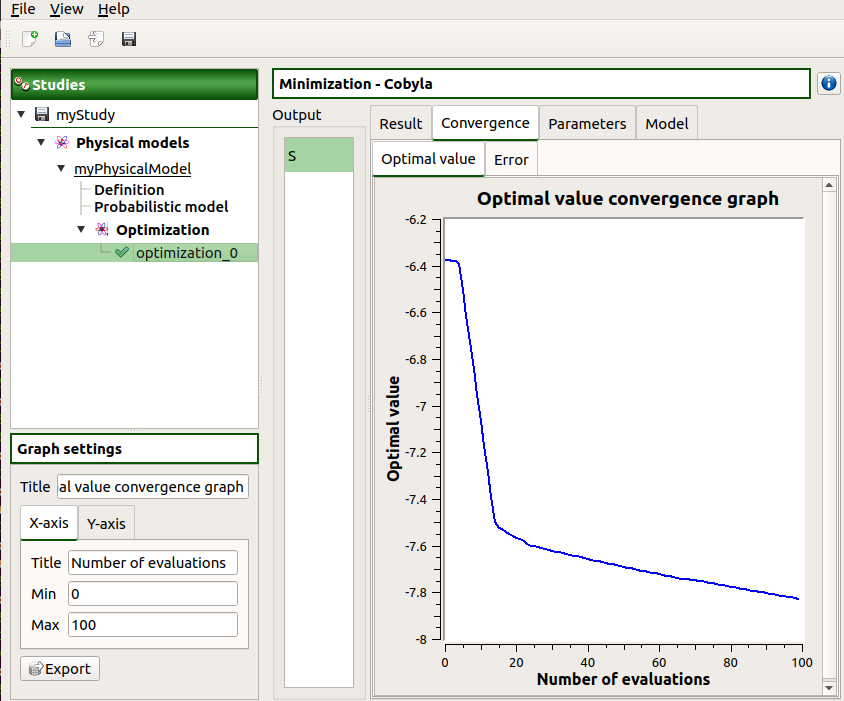 File View Help
Studies
myStudy
Physical models
myPhysicalModel
Definition
Probabilistic model
Optimization
optimization_0
Graph settings
Title al value convergence graph
X-axis Y-axis
Title Number of evaluations
Min 0
Max 100
Export
Minimization - Cobyla
Output
S
Result Convergence Parameters Model
Optimal value Error
Optimal value convergence graph
Optimal value
-6.2
-6.4
-6.6
-6.8
-7
-7.2
-7.4
-7.6
-7.8
-8
0 20 40 60 80 100
Number of evaluations